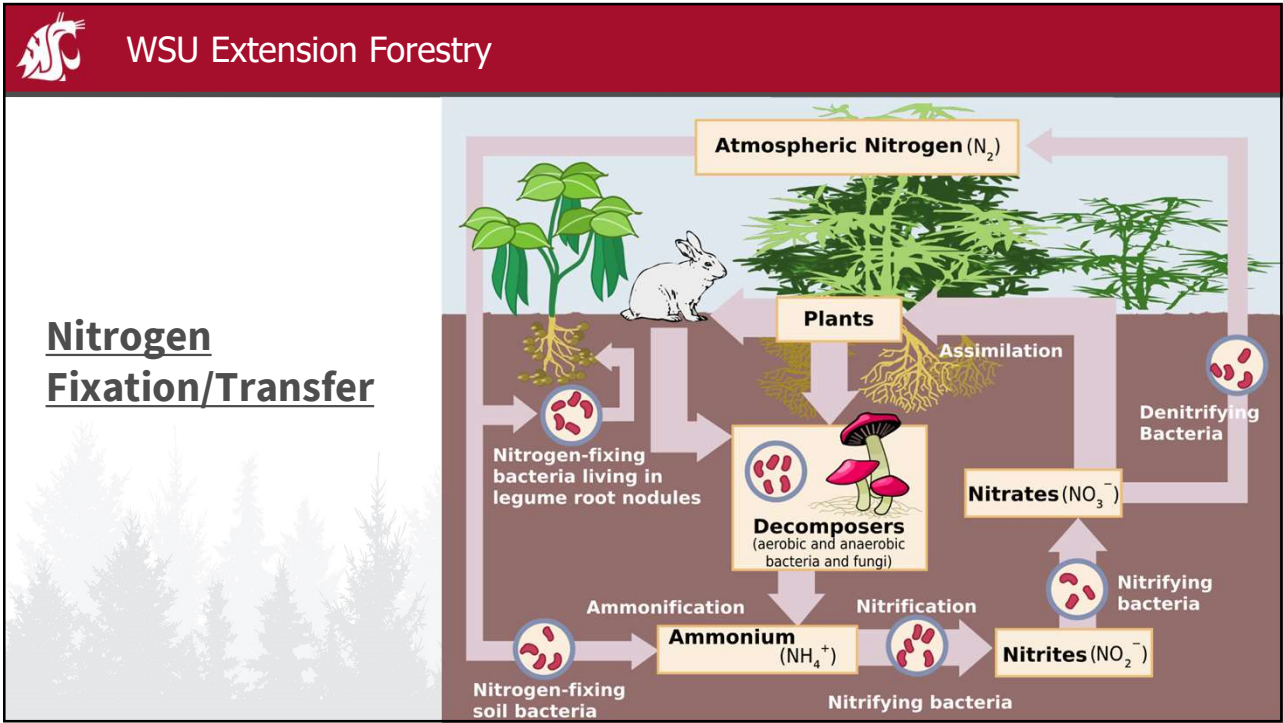 WSU Extension Forestry
Nitrogen
Fixation/Transfer
Atmospheric Nitrogen (N₂)
Plants
Assimilation
Denitrifying
Bacteria
Nitrogen-fixing
bacteria living in
legume root nodules
Decomposers
(aerobic and anaerobic
bacteria and fungi)
Nitrates (NO₃⁻)
Nitrifying
bacteria
Ammonification
Nitrification
Ammonium
(NH₄⁺)
Nitrites (NO₂⁻)
Nitrogen-fixing
soil bacteria
Nitrifying bacteria